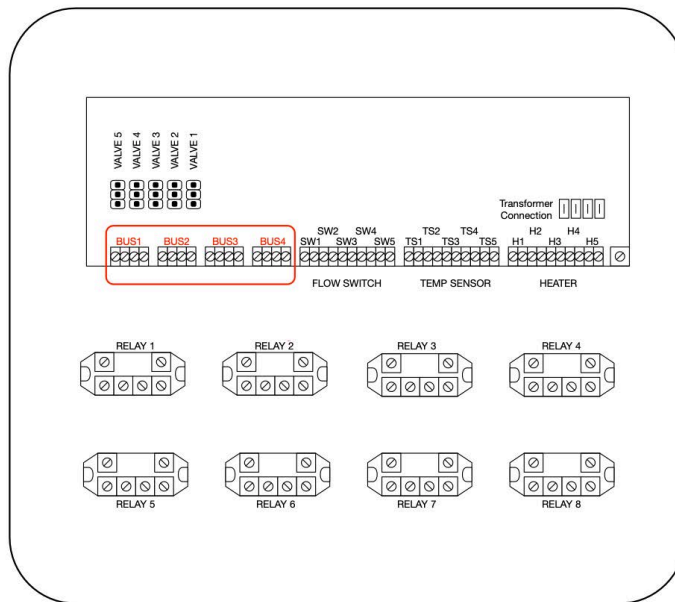 VALVE 5
VALVE 4
VALVE 3
VALVE 2
VALVE 1
Transformer
Connection
BUS1 BUS2 BUS3 BUS4
SW2 SW4
SW1 SW3 SW5
TS2 TS4
TS1 TS3 TS5
H2 H4
H1 H3 H5
FLOW SWITCH TEMP SENSOR HEATER
RELAY 1 RELAY 2 RELAY 3 RELAY 4
RELAY 5 RELAY 6 RELAY 7 RELAY 8